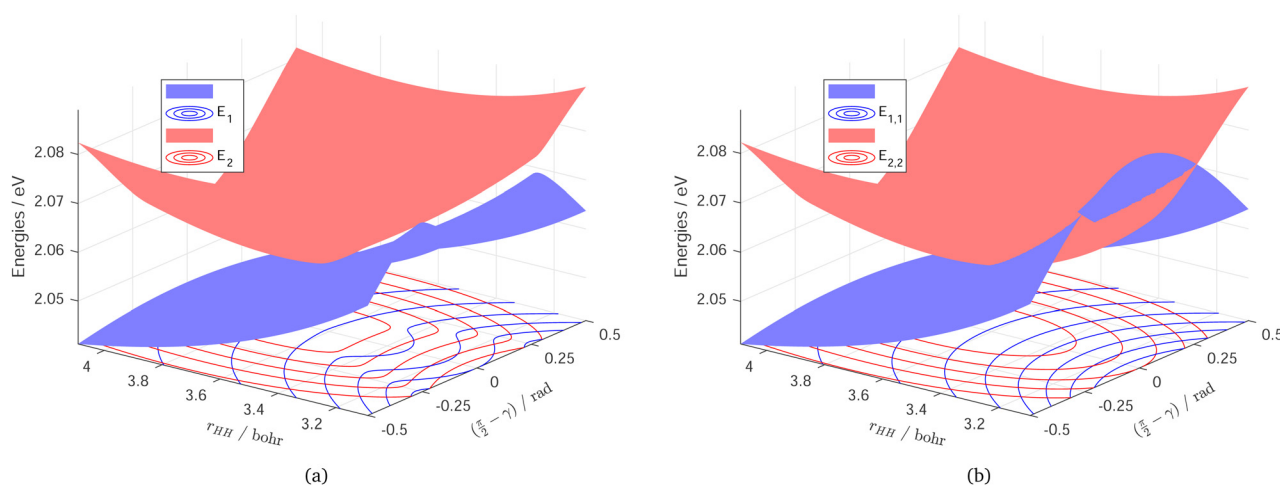 E1
E2
2.08
2.07
2.06
2.05
Energies / eV
4
3.8
3.6
3.4
3.2
rHH / bohr
-0.5
-0.25
0
0.25
0.5
(π/2 − γ) / rad
(a)
E1,1
E2,2
2.08
2.07
2.06
2.05
Energies / eV
4
3.8
3.6
3.4
3.2
rHH / bohr
-0.5
-0.25
0
0.25
0.5
(π/2 − γ) / rad
(b)